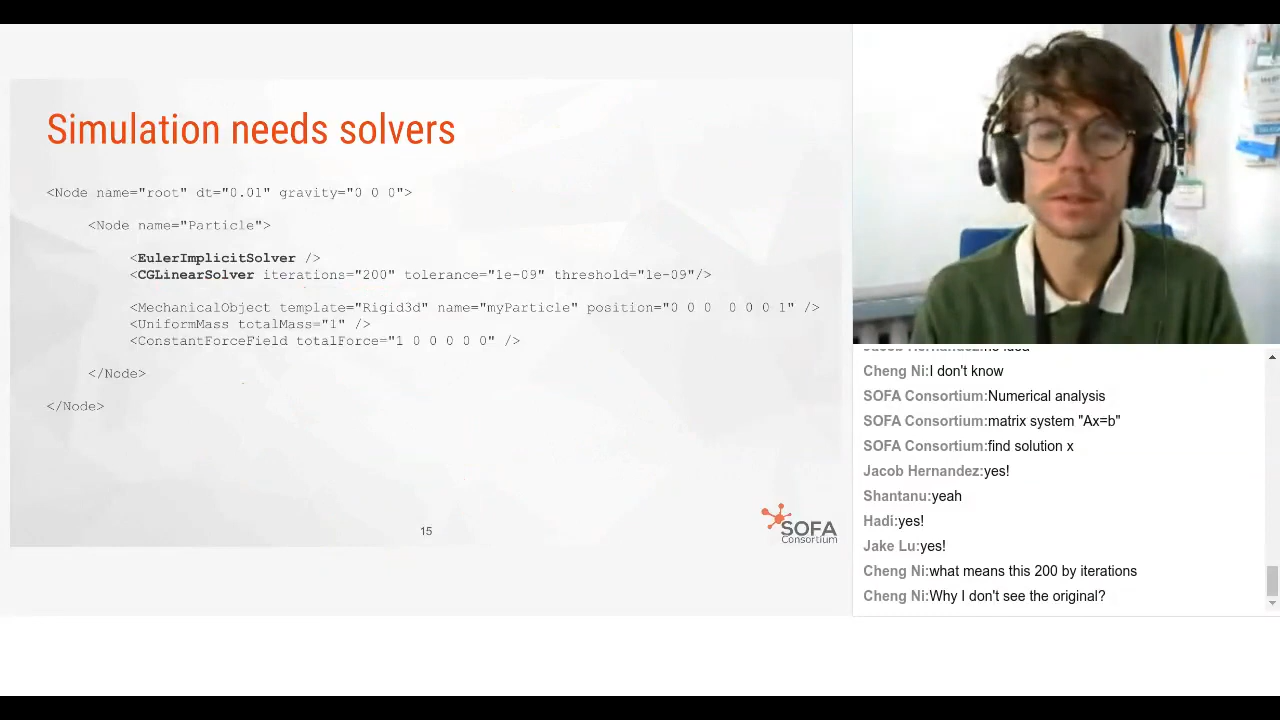 Simulation needs solvers
<Node name="root" dt="0.01" gravity="0 0 0">
<Node name="Particle">
<EulerImplicitSolver />
<CGLinearSolver iterations="200" tolerance="1e-09" threshold="1e-09"/>
<MechanicalObject template="Rigid3d" name="myParticle" position="0 0 0  0 0 0 1" />
<UniformMass totalMass="1" />
<ConstantForceField totalForce="1 0 0 0 0 0" />
</Node>
</Node>
15
SOFA
Consortium
Cheng Ni:I don't know
SOFA Consortium:Numerical analysis
SOFA Consortium:matrix system "Ax=b"
SOFA Consortium:find solution x
Jacob Hernandez:yes!
Shantanu:yeah
Hadi:yes!
Jake Lu:yes!
Cheng Ni:what means this 200 by iterations
Cheng Ni:Why I don't see the original?